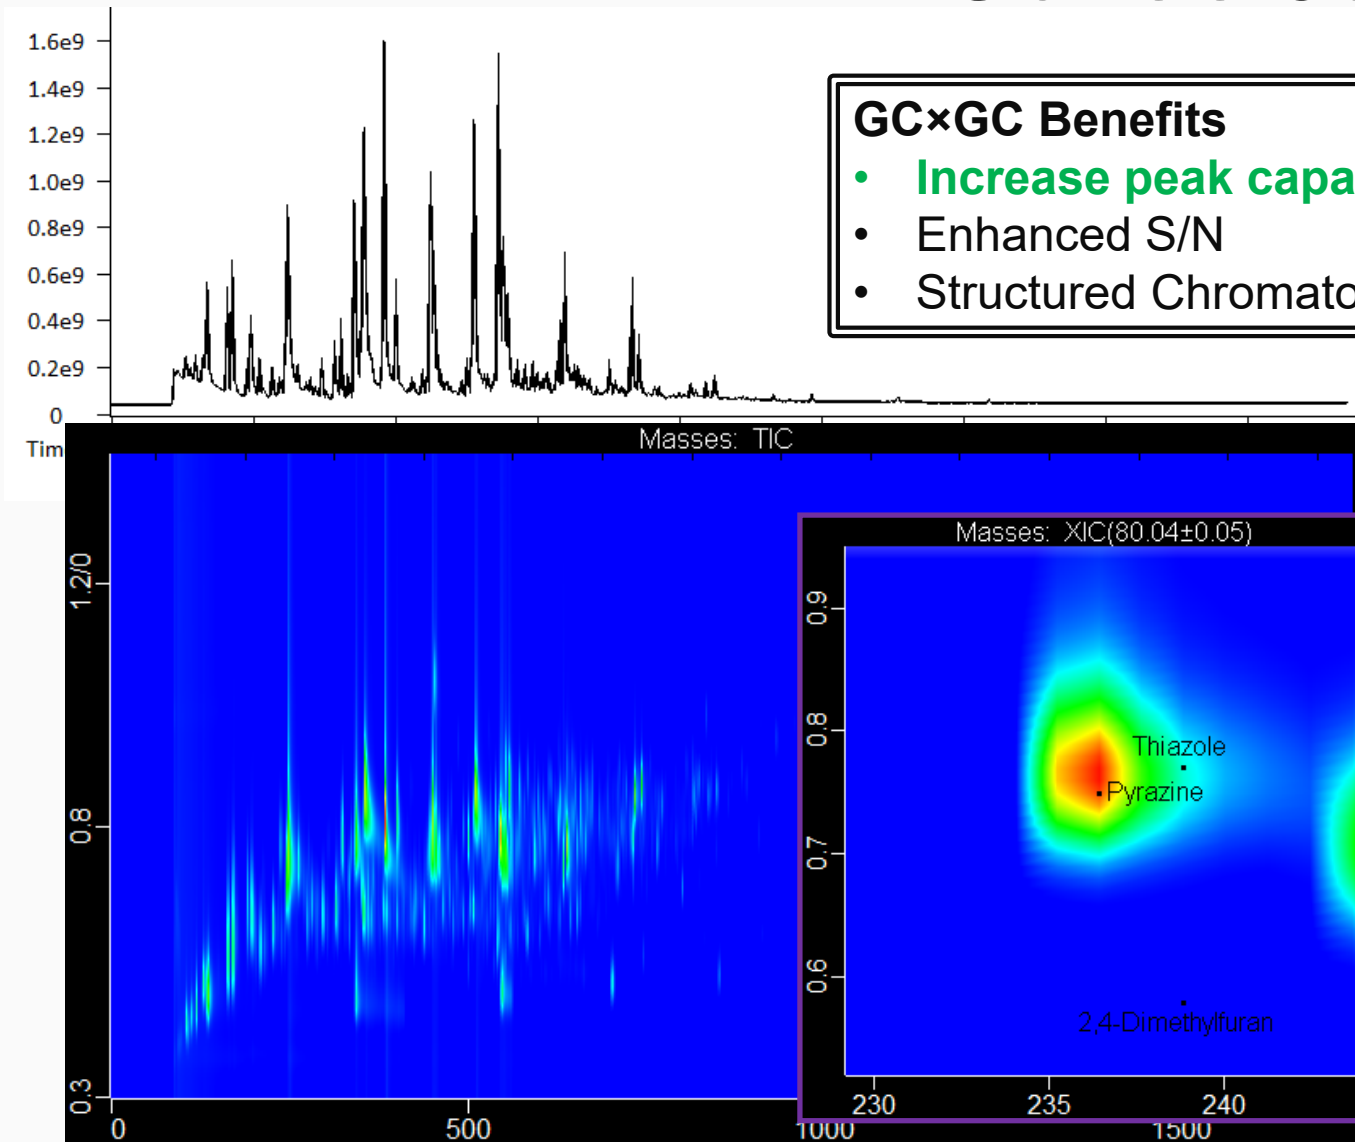 1.6e9
1.4e9
1.2e9
1.0e9
0.8e9
0.6e9
0.4e9
0.2e9
0
Tim
GC×GC Benefits
• Increase peak capa
• Enhanced S/N
• Structured Chromato
Masses: TIC
1.2/0
0.8
0.3
0
500
1000
1500
Masses: XIC(80.04±0.05)
0.9
0.8
0.7
0.6
Thiazole
Pyrazine
2,4-Dimethylfuran
230
235
240